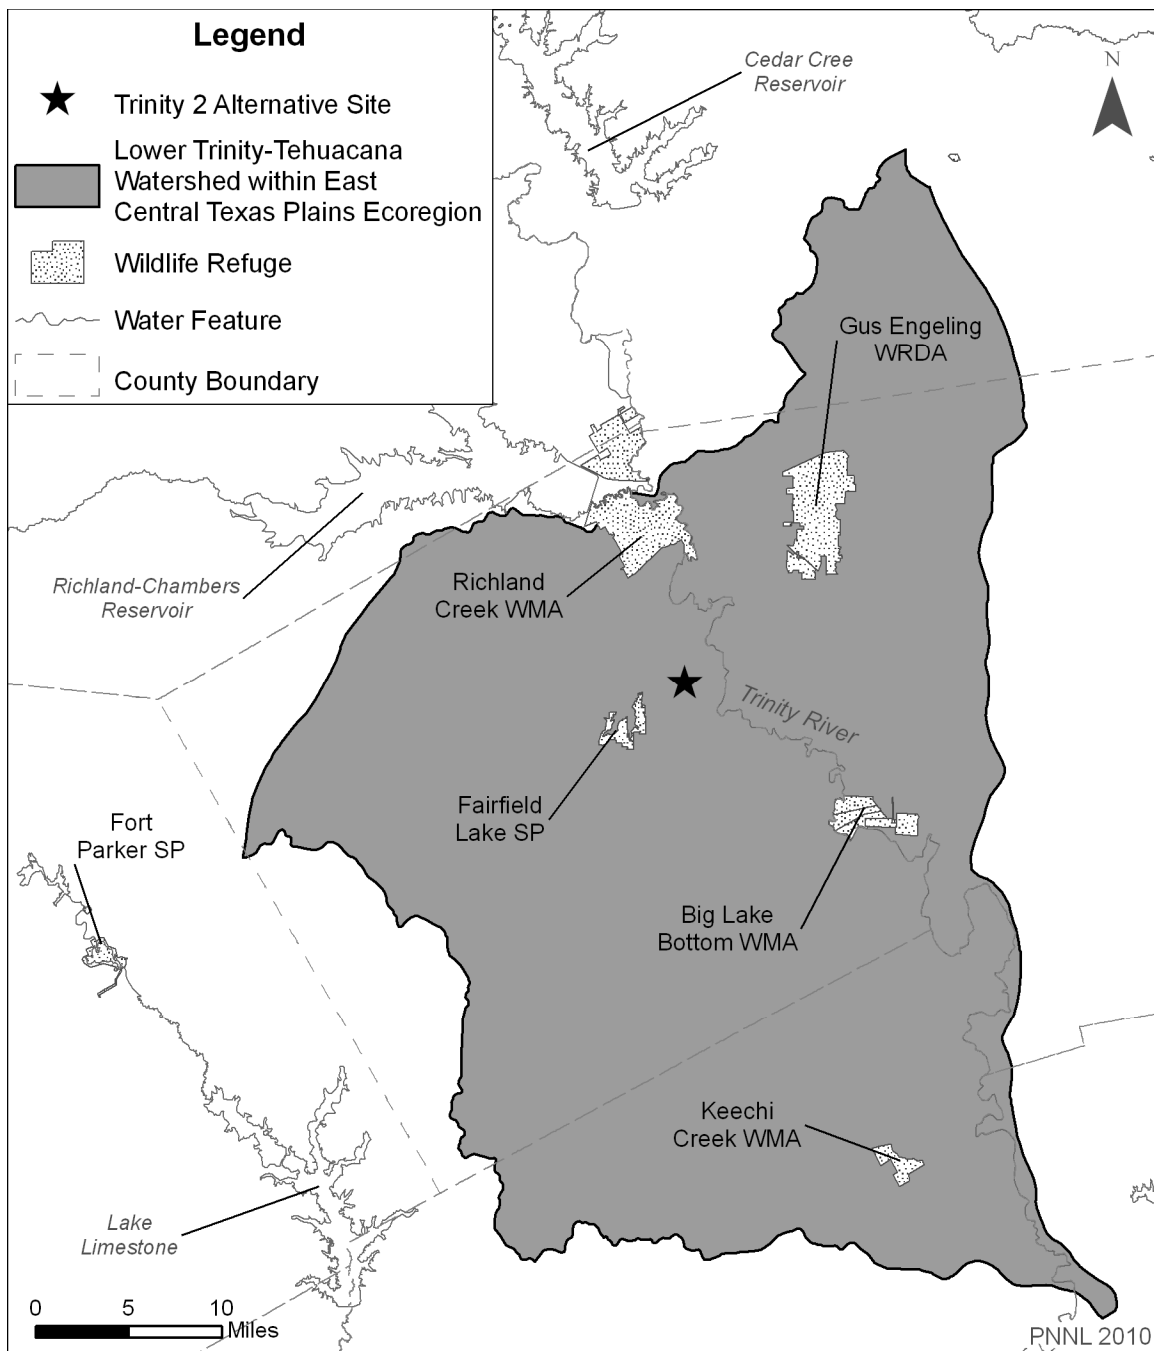 Legend
Trinity 2 Alternative Site
Lower Trinity-Tehuacana
Watershed within East
Central Texas Plains Ecoregion
Wildlife Refuge
Water Feature
County Boundary
Cedar Cree
Reservoir
N
Gus Engeling
WRDA
Richland-Chambers
Reservoir
Richland
Creek WMA
Trinity River
Fairfield
Lake SP
Fort
Parker SP
Big Lake
Bottom WMA
Keechi
Creek WMA
Lake
Limestone
0 5 10
Miles
PNNL 2010